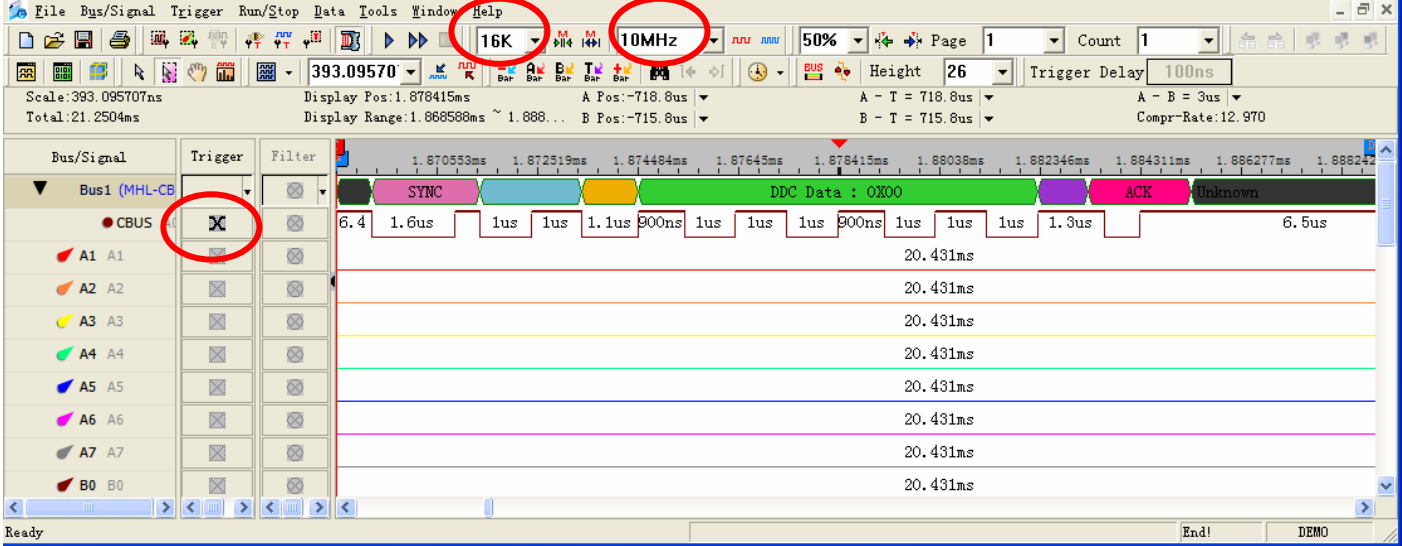 File Bus/Signal Trigger Run/Stop Data Tools Window Help
16K 10MHz 50% Page 1 Count 1
393.09570 Bar Bar Bar Bar Bar BUS Height 26 Trigger Delay 100ns
Scale:393.095707ns Display Pos:1.878415ms A Pos:-718.8us A - T = 718.8us A - B = 3us
Total:21.2504ms Display Range:1.868588ms ~ 1.888... B Pos:-715.8us B - T = 715.8us Compr-Rate:12.970
Bus/Signal Trigger Filter 1.870553ms 1.872519ms 1.874484ms 1.87645ms 1.878415ms 1.88038ms 1.882346ms 1.884311ms 1.886277ms 1.888242
Bus1 (MHL-CB SYNC DDC Data : 0X00 ACK Unknown
CBUS 6.4 1.6us 1us 1us 1.1us 900ns 1us 1us 1us 900ns 1us 1us 1us 1.3us 6.5us
A1 A1 20.431ms
A2 A2 20.431ms
A3 A3 20.431ms
A4 A4 20.431ms
A5 A5 20.431ms
A6 A6 20.431ms
A7 A7 20.431ms
B0 B0 20.431ms
Ready End! DEMO